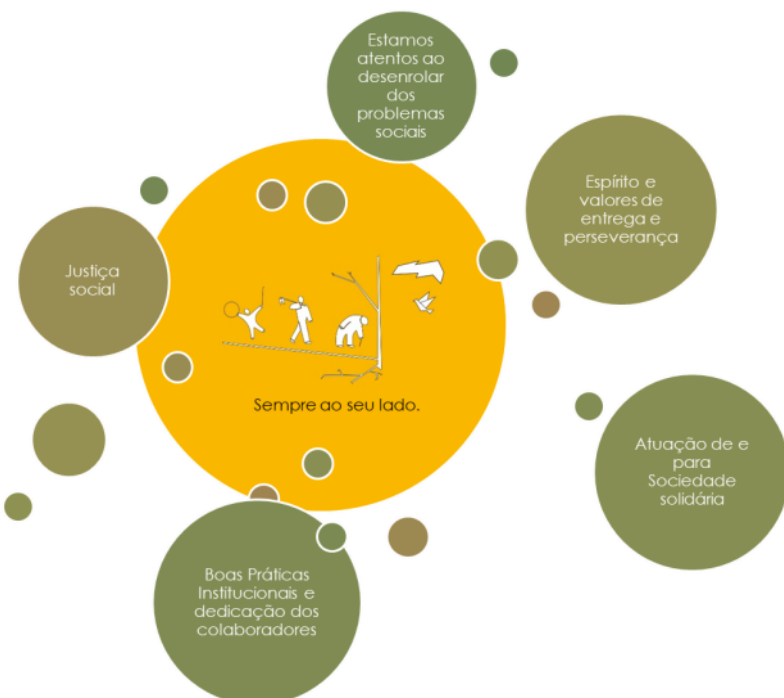 Estamos
atentos ao
desenrolar
dos
problemas
sociais
Espírito e
valores de
entrega e
perseverança
Justiça
social
Sempre ao seu lado.
Atuação de e
para
Sociedade
solidária
Boas Práticas
Institucionais e
dedicação dos
colaboradores